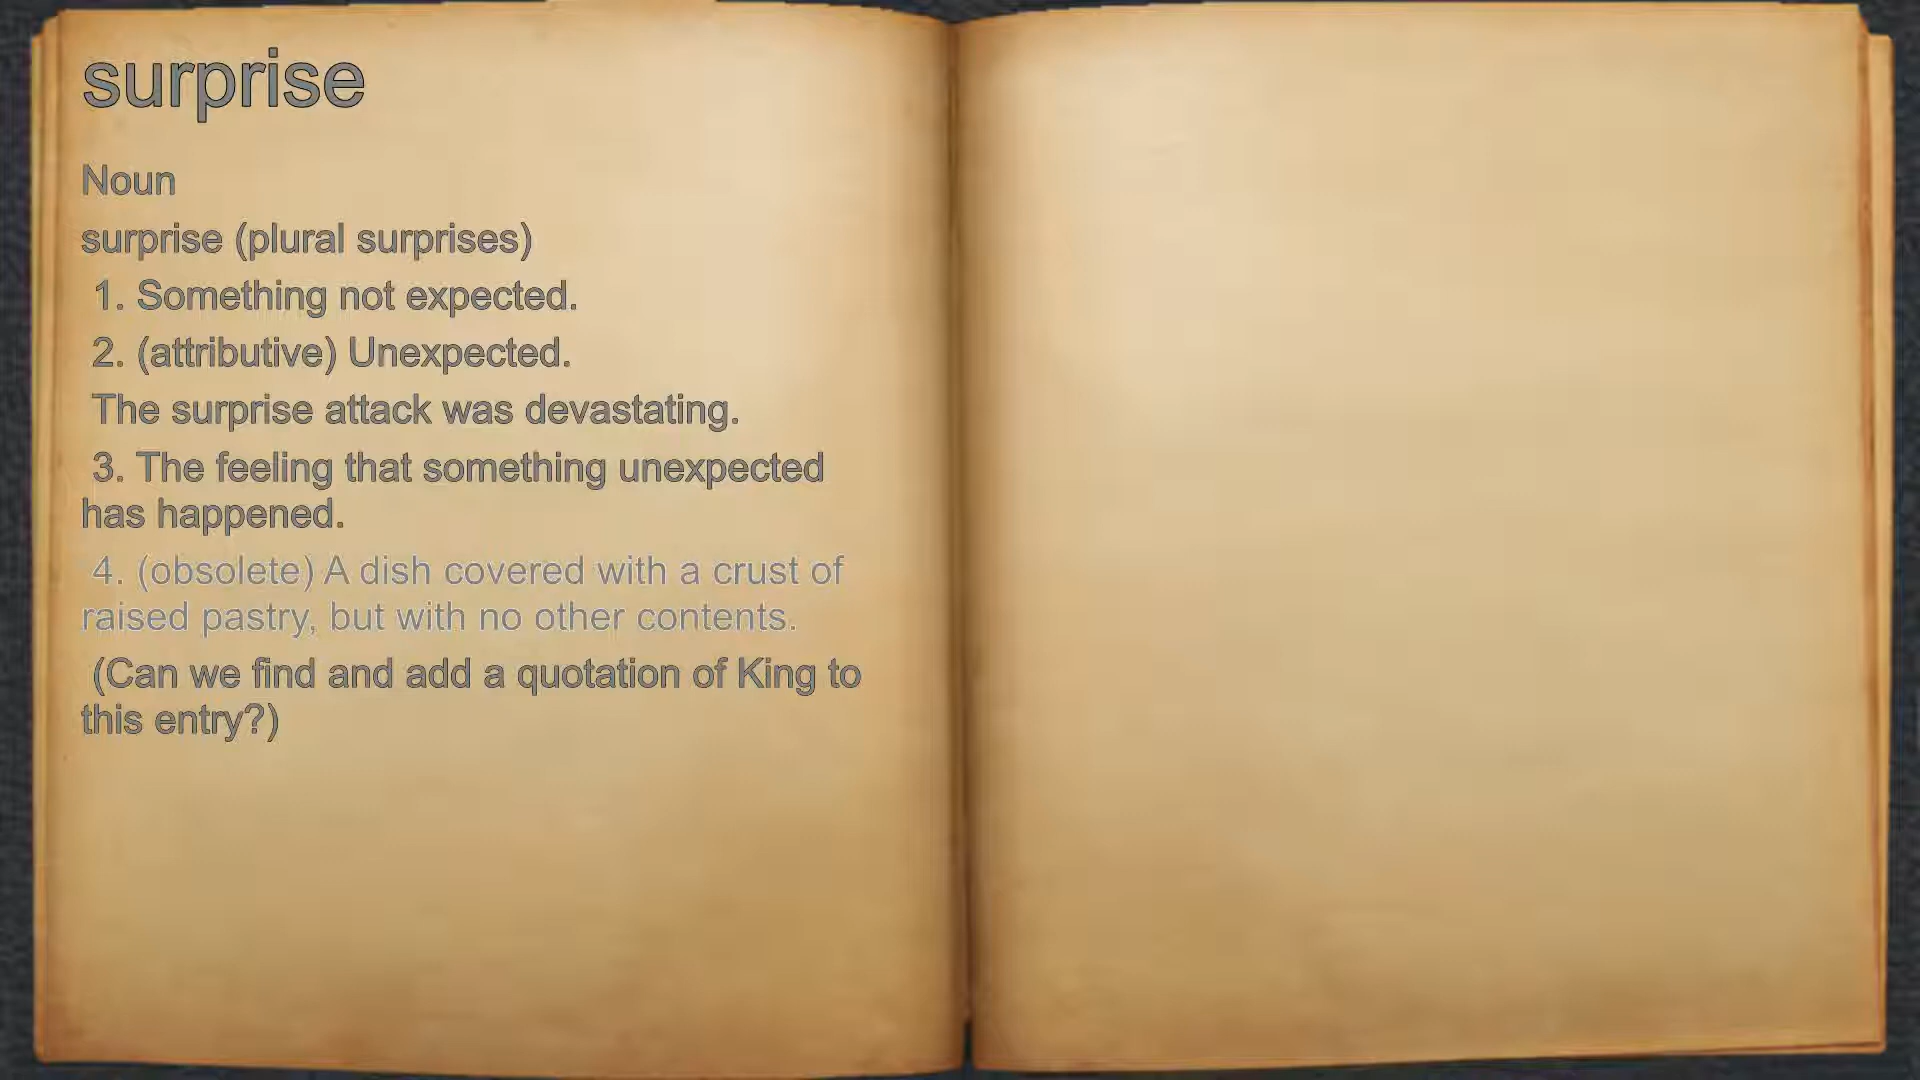 surprise
Noun
surprise (plural surprises)
1. Something not expected.
2. (attributive) Unexpected.
The surprise attack was devastating.
3. The feeling that something unexpected
has happened.
4. (obsolete) A dish covered with a crust of
raised pastry, but with no other contents.
(Can we find and add a quotation of King to
this entry?)